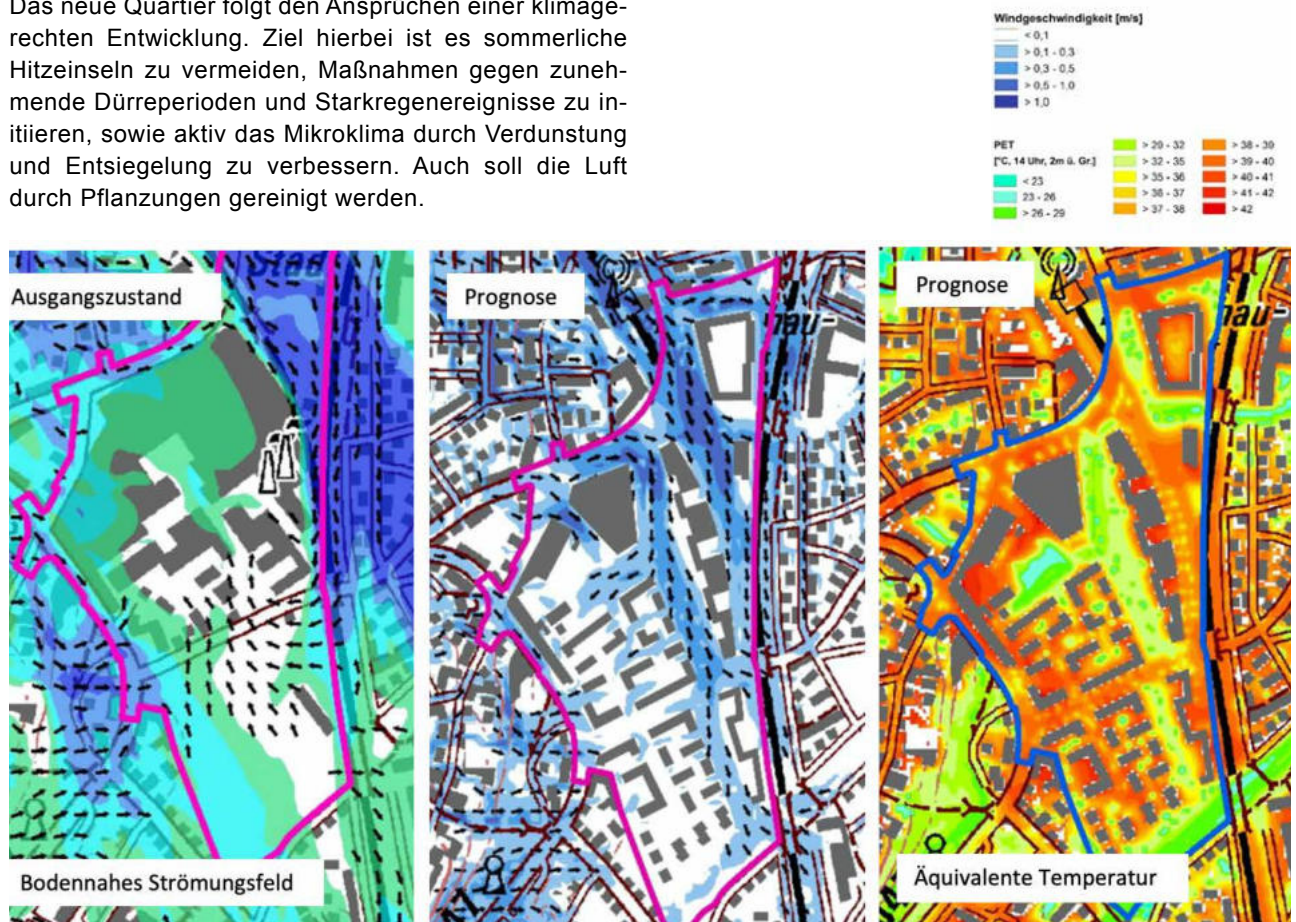 Das neue Quartier folgt den Ansprüchen einer klimage-
rechten Entwicklung. Ziel hierbei ist es sommerliche
Hitzeinseln zu vermeiden, Maßnahmen gegen zuneh-
mende Dürreperioden und Starkregenereignisse zu in-
itiieren, sowie aktiv das Mikroklima durch Verdunstung
und Entsiegelung zu verbessern. Auch soll die Luft
durch Pflanzungen gereinigt werden.
Windgeschwindigkeit [m/s]
< 0,1
> 0,1 - 0,3
> 0,3 - 0,5
> 0,5 - 1,0
> 1,0
PET
[°C, 14 Uhr, 2m ü. Gr.]
< 23
23 - 26
> 26 - 29
> 29 - 32
> 32 - 35
> 35 - 36
> 36 - 37
> 37 - 38
> 38 - 39
> 39 - 40
> 40 - 41
> 41 - 42
> 42
Ausgangszustand
Bodennahes Strömungsfeld
Prognose
nau-
Prognose
nau-
Äquivalente Temperatur